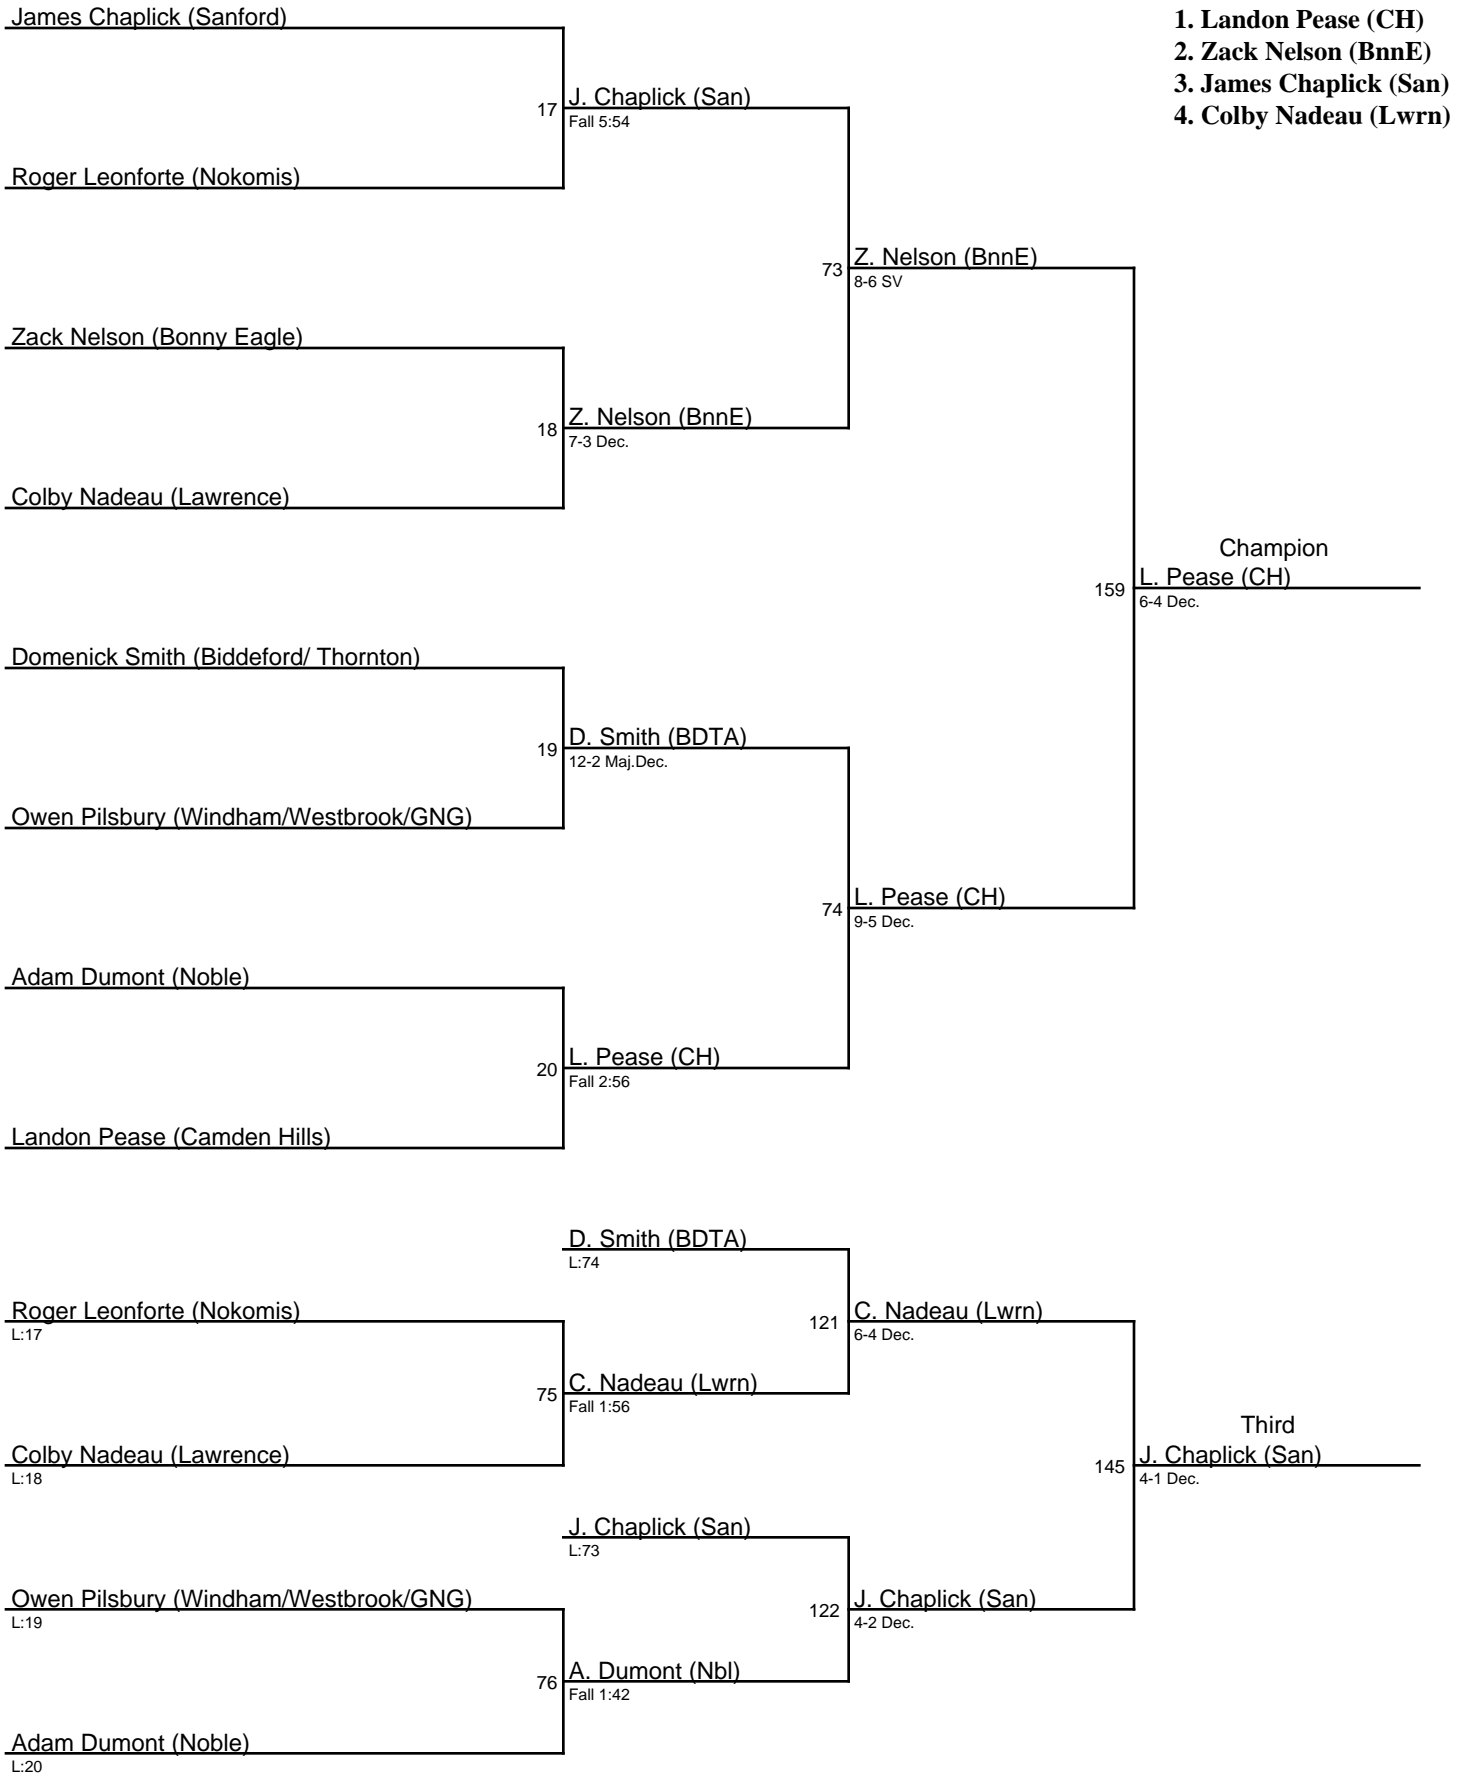 James Chaplick (Sanford)
1. Landon Pease (CH)
2. Zack Nelson (BnnE)
3. James Chaplick (San)
4. Colby Nadeau (Lwrn)
17
J. Chaplick (San)
Fall 5:54
Roger Leonforte (Nokomis)
73
Z. Nelson (BnnE)
8-6 SV
Zack Nelson (Bonny Eagle)
18
Z. Nelson (BnnE)
7-3 Dec.
Colby Nadeau (Lawrence)
Champion
159
L. Pease (CH)
6-4 Dec.
Domenick Smith (Biddeford/ Thornton)
19
D. Smith (BDTA)
12-2 Maj.Dec.
Owen Pilsbury (Windham/Westbrook/GNG)
74
L. Pease (CH)
9-5 Dec.
Adam Dumont (Noble)
20
L. Pease (CH)
Fall 2:56
Landon Pease (Camden Hills)
D. Smith (BDTA)
L:74
Roger Leonforte (Nokomis)
L:17
121
C. Nadeau (Lwrn)
6-4 Dec.
75
C. Nadeau (Lwrn)
Fall 1:56
Colby Nadeau (Lawrence)
L:18
Third
145
J. Chaplick (San)
4-1 Dec.
J. Chaplick (San)
L:73
Owen Pilsbury (Windham/Westbrook/GNG)
L:19
122
J. Chaplick (San)
4-2 Dec.
76
A. Dumont (Nbl)
Fall 1:42
Adam Dumont (Noble)
L:20